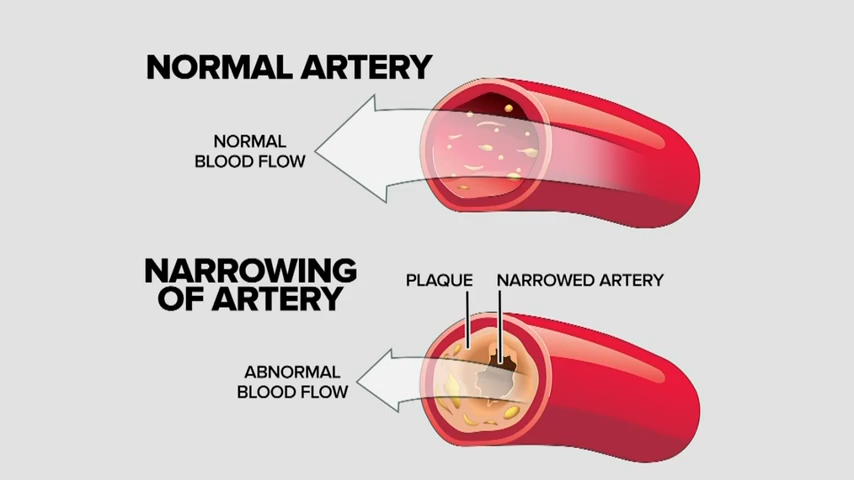 NORMAL ARTERY
NORMAL
BLOOD FLOW
NARROWING
OF ARTERY
PLAQUE
NARROWED ARTERY
ABNORMAL
BLOOD FLOW